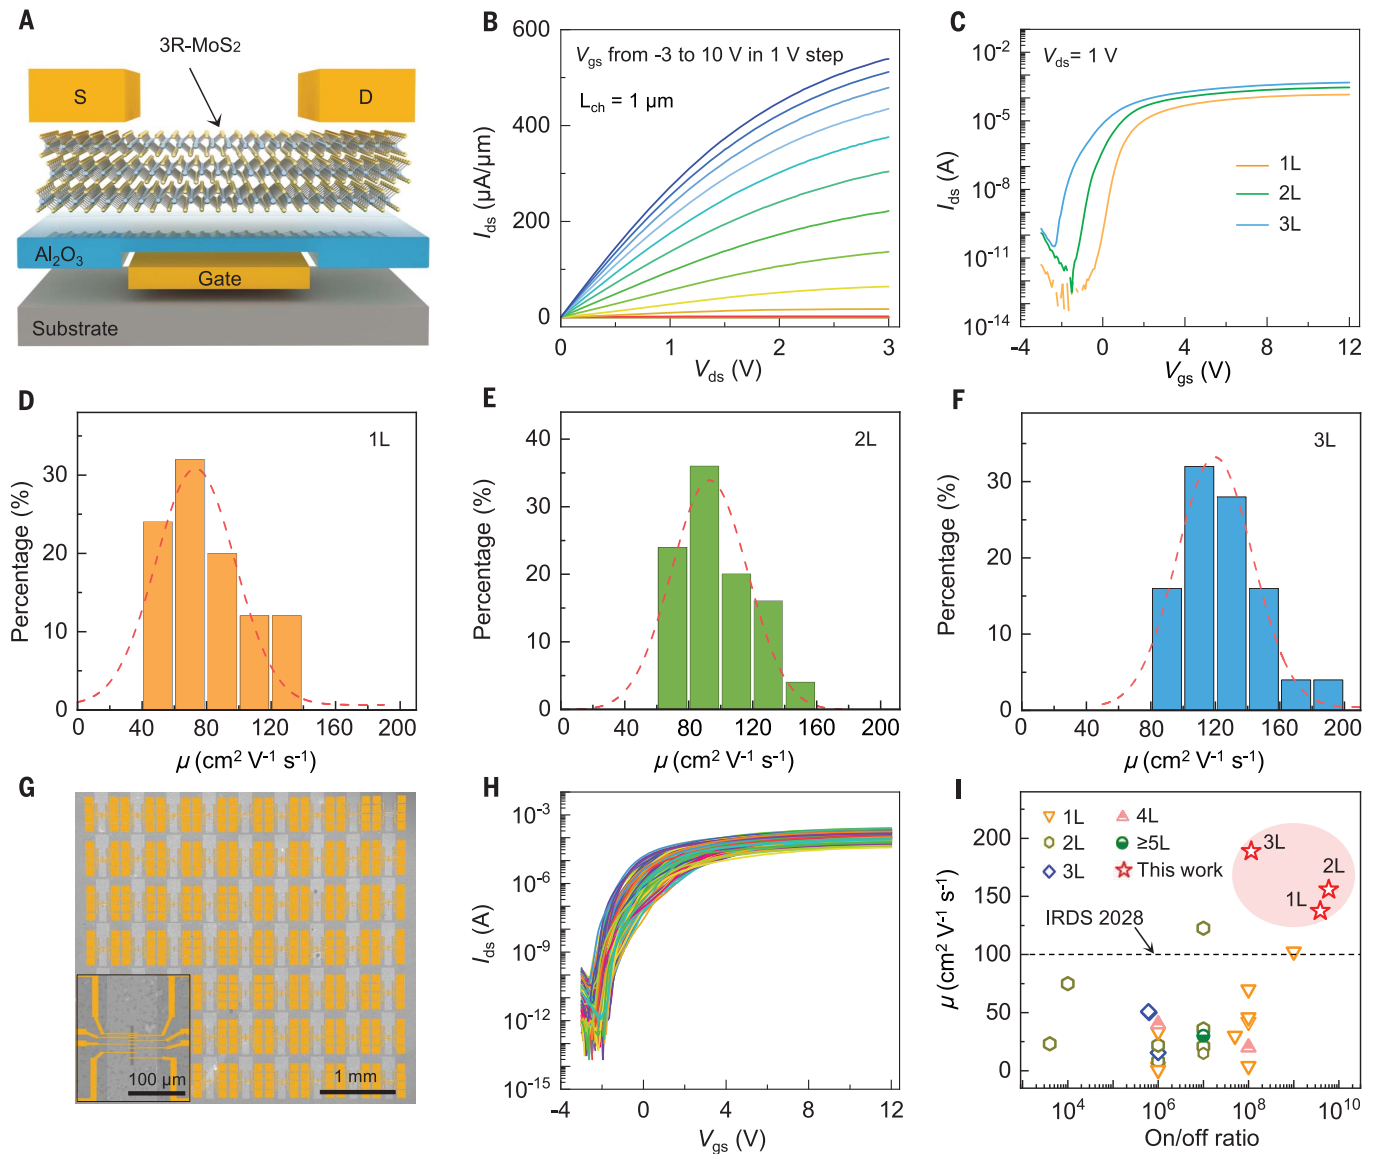 A
3R-MoS2
S
D
Al2O3
Gate
Substrate
B
Vgs from -3 to 10 V in 1 V step
Lch = 1 μm
600
400
200
0
Ids (μA/μm)
0 1 2 3
Vds (V)
C
Vds= 1 V
10-2
10-5
10-8
10-11
10-14
Ids (A)
1L
2L
3L
-4 0 4 8 12
Vgs (V)
D
1L
30
20
10
0
Percentage (%)
0 40 80 120 160 200
μ (cm2 V-1 s-1)
E
2L
40
30
20
10
0
Percentage (%)
0 40 80 120 160 200
μ (cm2 V-1 s-1)
F
3L
30
20
10
0
Percentage (%)
0 40 80 120 160 200
μ (cm2 V-1 s-1)
G
100 μm
1 mm
H
10-3
10-6
10-9
10-12
10-15
Ids (A)
-4 0 4 8 12
Vgs (V)
I
1L
2L
3L
4L
≥5L
This work
3L
2L
1L
IRDS 2028
200
150
100
50
0
μ (cm2 V-1 s-1)
104 106 108 1010
On/off ratio